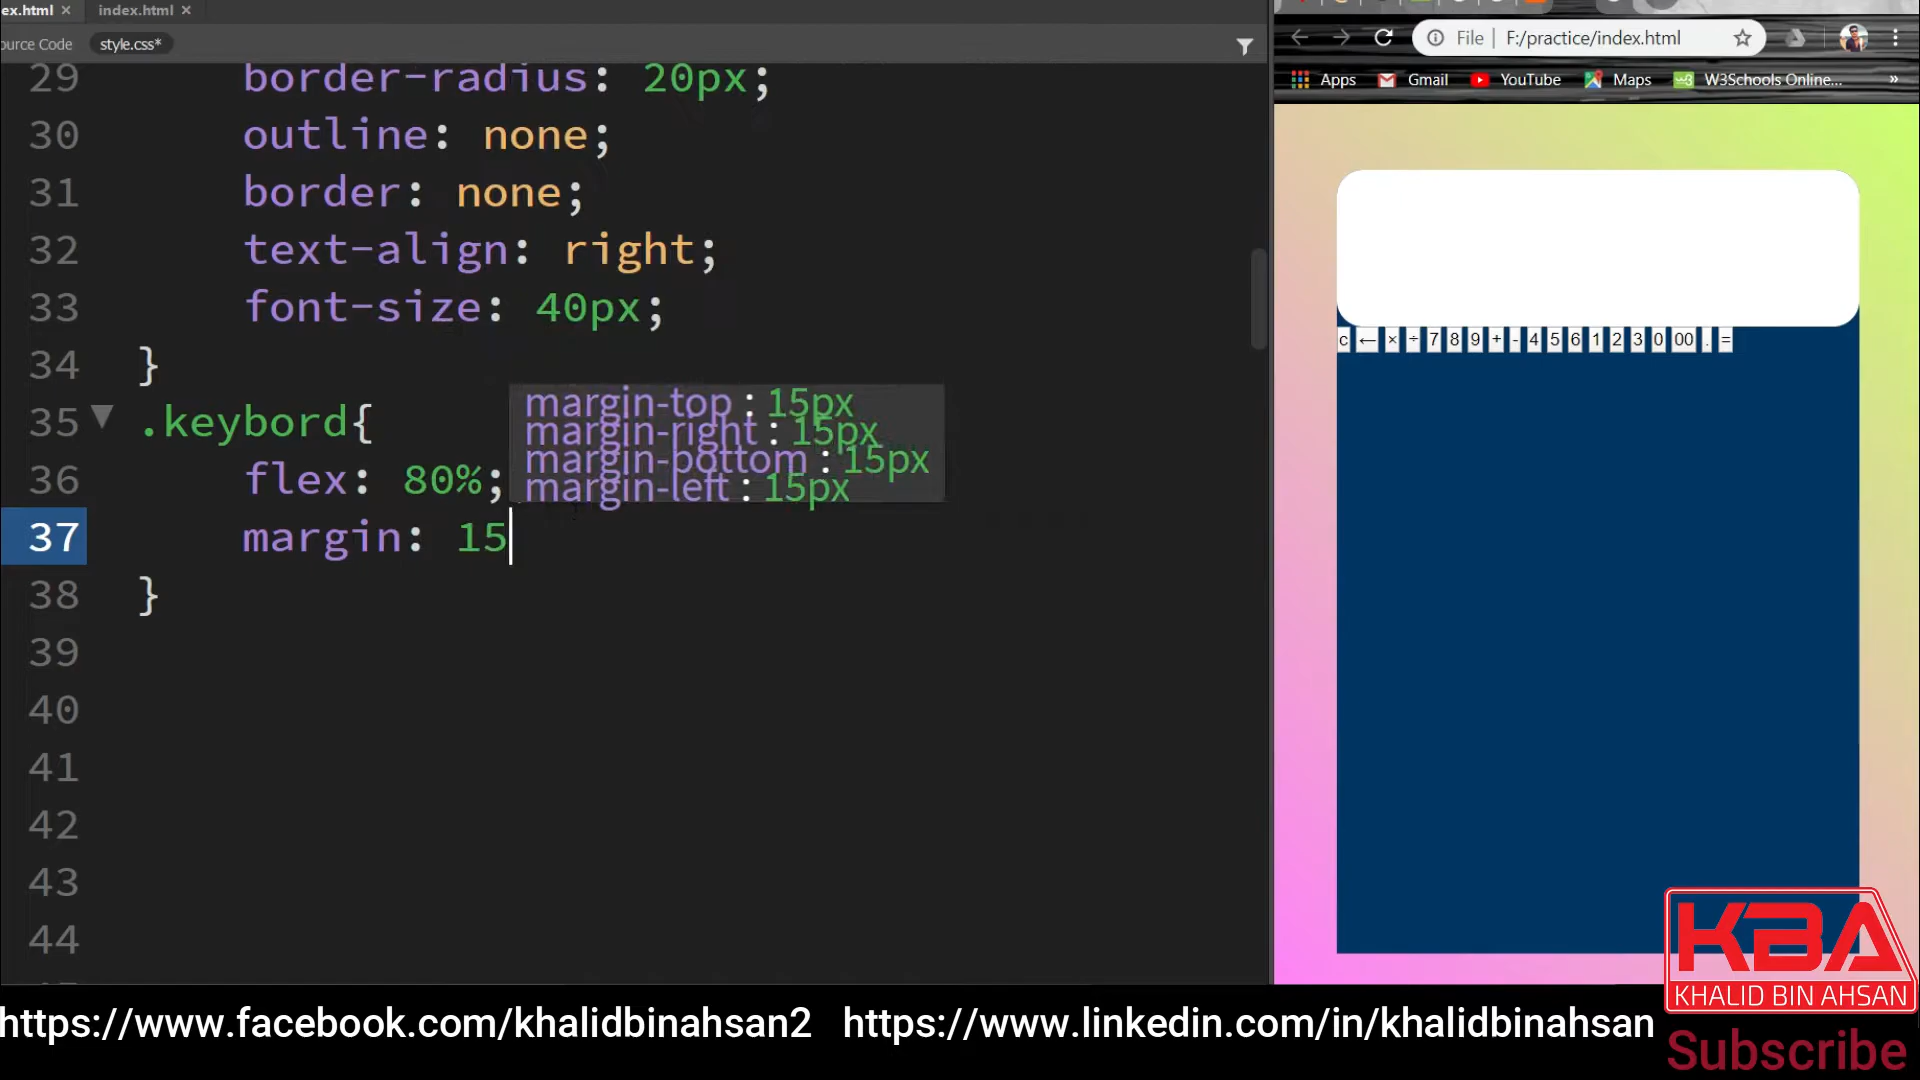 ex.html × index.html ×
ource Code style.css*
29 border-radius: 20px;
30 outline: none;
31 border: none;
32 text-align: right;
33 font-size: 40px;
34 }
35 .keybord{
36 flex: 80%;
37 margin: 15
38 }
39
40
41
42
43
44
margin-top : 15px
margin-right : 15px
margin-bottom : 15px
margin-left : 15px
File | F:/practice/index.html
Apps Gmail YouTube Maps W3Schools Online... »
c ← × ÷ 7 8 9 + - 4 5 6 1 2 3 0 00 . =
KBA
KHALID BIN AHSAN
https://www.facebook.com/khalidbinahsan2 https://www.linkedin.com/in/khalidbinahsan
Subscribe